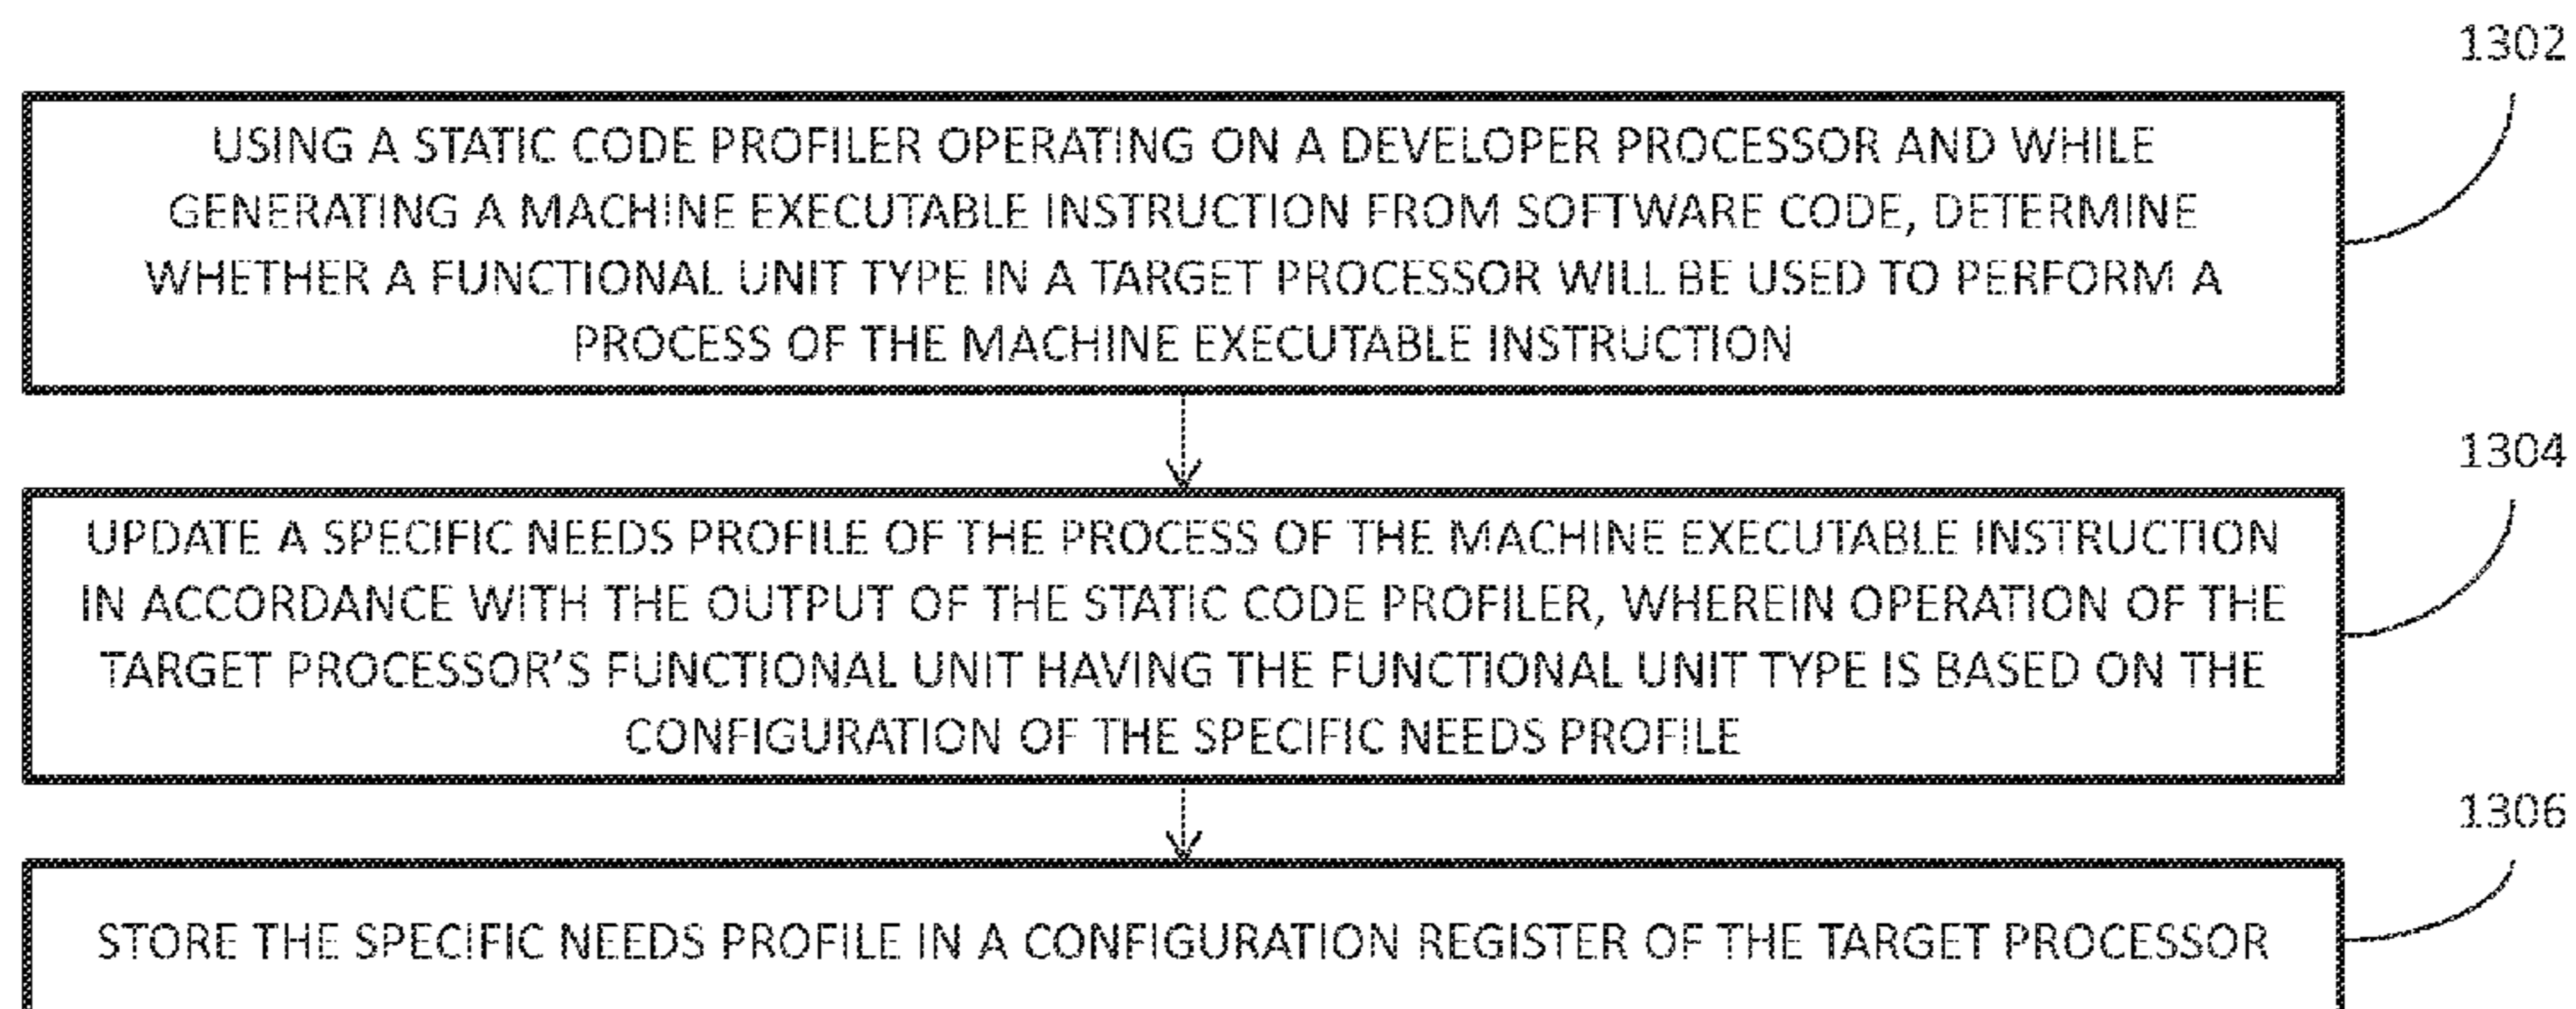 1302
USING A STATIC CODE PROFILER OPERATING ON A DEVELOPER PROCESSOR AND WHILE
GENERATING A MACHINE EXECUTABLE INSTRUCTION FROM SOFTWARE CODE, DETERMINE
WHETHER A FUNCTIONAL UNIT TYPE IN A TARGET PROCESSOR WILL BE USED TO PERFORM A
PROCESS OF THE MACHINE EXECUTABLE INSTRUCTION
1304
UPDATE A SPECIFIC NEEDS PROFILE OF THE PROCESS OF THE MACHINE EXECUTABLE INSTRUCTION
IN ACCORDANCE WITH THE OUTPUT OF THE STATIC CODE PROFILER, WHEREIN OPERATION OF THE
TARGET PROCESSOR'S FUNCTIONAL UNIT HAVING THE FUNCTIONAL UNIT TYPE IS BASED ON THE
CONFIGURATION OF THE SPECIFIC NEEDS PROFILE
1306
STORE THE SPECIFIC NEEDS PROFILE IN A CONFIGURATION REGISTER OF THE TARGET PROCESSOR